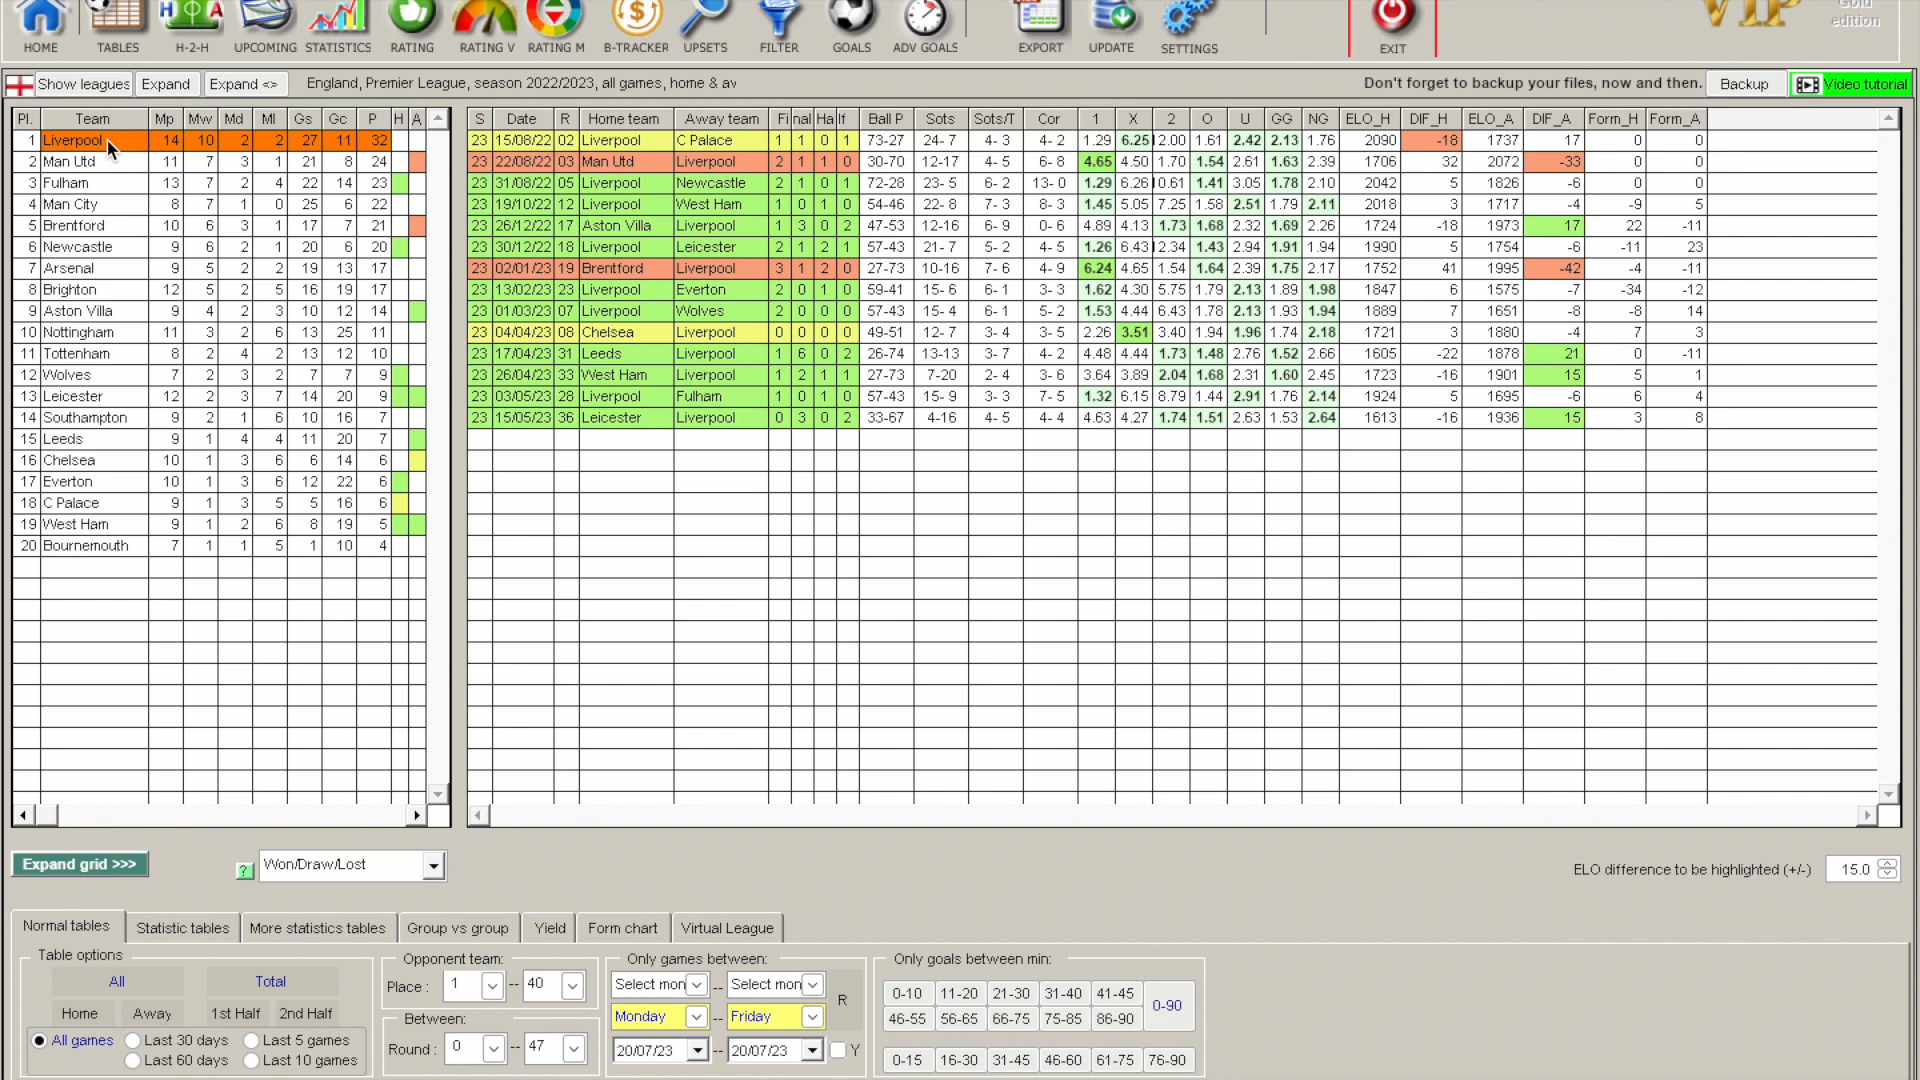 HOME TABLES H-2-H UPCOMING STATISTICS RATING RATING V RATING M B-TRACKER UPSETS FILTER GOALS ADV GOALS EXPORT UPDATE SETTINGS EXIT VIP Gold edition
Show leagues Expand Expand <> England, Premier League, season 2022/2023, all games, home & aw Don't forget to backup your files, now and then. Backup Video tutorial
Pl. Team Mp Mw Md Ml Gs Gc P H A
1 Liverpool 14 10 2 2 27 11 32
2 Man Utd 11 7 3 1 21 8 24
3 Fulham 13 7 2 4 22 14 23
4 Man City 8 7 1 0 25 6 22
5 Brentford 10 6 3 1 17 7 21
6 Newcastle 9 6 2 1 20 6 20
7 Arsenal 9 5 2 2 19 13 17
8 Brighton 12 5 2 5 16 19 17
9 Aston Villa 9 4 2 3 10 12 14
10 Nottingham 11 3 2 6 13 25 11
11 Tottenham 8 2 4 2 13 12 10
12 Wolves 7 2 3 2 7 7 9
13 Leicester 12 2 3 7 14 20 9
14 Southampton 9 2 1 6 10 16 7
15 Leeds 9 1 4 4 11 20 7
16 Chelsea 10 1 3 6 6 14 6
17 Everton 10 1 3 6 12 22 6
18 C Palace 9 1 3 5 5 16 6
19 West Ham 9 1 2 6 8 19 5
20 Bournemouth 7 1 1 5 1 10 4
S Date R Home team Away team Fi nal Ha lf Ball P Sots Sots/T Cor 1 X 2 O U GG NG ELO_H DIF_H ELO_A DIF_A Form_H Form_A
23 15/08/22 02 Liverpool C Palace 1 1 0 1 73-27 24- 7 4- 3 4- 2 1.29 6.25 2.00 1.61 2.42 2.13 1.76 2090 -18 1737 17 0 0
23 22/08/22 03 Man Utd Liverpool 2 1 1 0 30-70 12-17 4- 5 6- 8 4.65 4.50 1.70 1.54 2.61 1.63 2.39 1706 32 2072 -33 0 0
23 31/08/22 05 Liverpool Newcastle 2 1 0 1 72-28 23- 5 6- 2 13- 0 1.29 6.26 0.61 1.41 3.05 1.78 2.10 2042 5 1826 -6 0 0
23 19/10/22 12 Liverpool West Ham 1 0 1 0 54-46 22- 8 7- 3 8- 3 1.45 5.05 7.25 1.58 2.51 1.79 2.11 2018 3 1717 -4 -9 5
23 26/12/22 17 Aston Villa Liverpool 1 3 0 2 47-53 12-16 6- 9 0- 6 4.89 4.13 1.73 1.68 2.32 1.69 2.26 1724 -18 1973 17 22 -11
23 30/12/22 18 Liverpool Leicester 2 1 2 1 57-43 21- 7 5- 2 4- 5 1.26 6.43 2.34 1.43 2.94 1.91 1.94 1990 5 1754 -6 -11 23
23 02/01/23 19 Brentford Liverpool 3 1 2 0 27-73 10-16 7- 6 4- 9 6.24 4.65 1.54 1.64 2.39 1.75 2.17 1752 41 1995 -42 -4 -11
23 13/02/23 23 Liverpool Everton 2 0 1 0 59-41 15- 6 6- 1 3- 3 1.62 4.30 5.75 1.79 2.13 1.89 1.98 1847 6 1575 -7 -34 -12
23 01/03/23 07 Liverpool Wolves 2 0 0 0 57-43 15- 4 6- 1 5- 2 1.53 4.44 6.43 1.78 2.13 1.93 1.94 1889 7 1651 -8 -8 14
23 04/04/23 08 Chelsea Liverpool 0 0 0 0 49-51 12- 7 3- 4 3- 5 2.26 3.51 3.40 1.94 1.96 1.74 2.18 1721 3 1880 -4 7 3
23 17/04/23 31 Leeds Liverpool 1 6 0 2 26-74 13-13 3- 7 4- 2 4.48 4.44 1.73 1.48 2.76 1.52 2.66 1605 -22 1878 21 0 -11
23 26/04/23 33 West Ham Liverpool 1 2 1 1 27-73 7-20 2- 4 3- 6 3.64 3.89 2.04 1.68 2.31 1.60 2.45 1723 -16 1901 15 5 1
23 03/05/23 28 Liverpool Fulham 1 0 1 0 57-43 15- 9 3- 3 7- 5 1.32 6.15 8.79 1.44 2.91 1.76 2.14 1924 5 1695 -6 6 4
23 15/05/23 36 Leicester Liverpool 0 3 0 2 33-67 4-16 4- 5 4- 4 4.63 4.27 1.74 1.51 2.63 1.53 2.64 1613 -16 1936 15 3 8
Expand grid >>> ? Won/Draw/Lost ELO difference to be highlighted (+/-) 15.0
Normal tables Statistic tables More statistics tables Group vs group Yield Form chart Virtual League
Table options
All Total
Home Away 1st Half 2nd Half
All games Last 30 days Last 5 games
Last 60 days Last 10 games
Opponent team:
Place : 1 -- 40
Between:
Round : 0 -- 47
Only games between:
Select mon -- Select mon R
Monday -- Friday
20/07/23 -- 20/07/23 Y
Only goals between min:
0-10 11-20 21-30 31-40 41-45 0-90
46-55 56-65 66-75 75-85 86-90
0-15 16-30 31-45 46-60 61-75 76-90